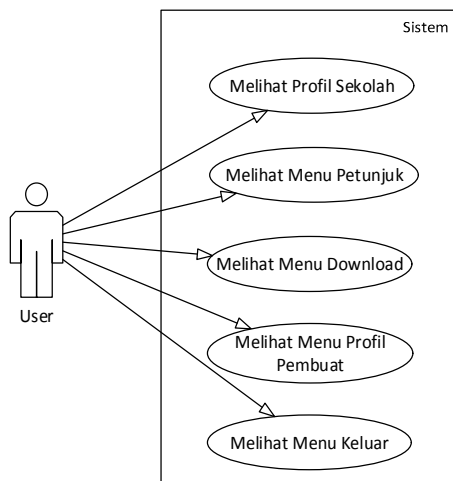 Sistem
Melihat Profil Sekolah
Melihat Menu Petunjuk
Melihat Menu Download
User
Melihat Menu Profil
Pembuat
Melihat Menu Keluar